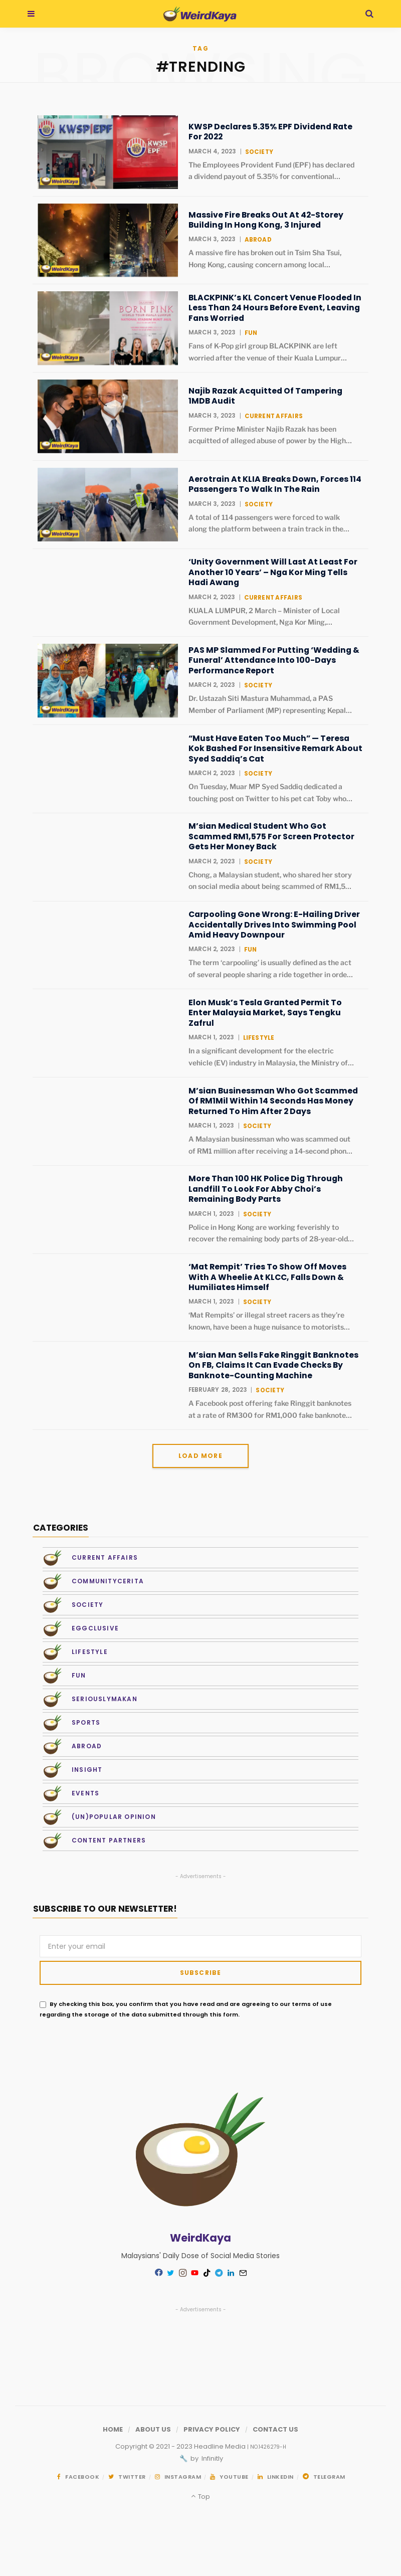 WeirdKaya
BROWSING
TAG
#TRENDING
KWSP Declares 5.35% EPF Dividend Rate
For 2022
MARCH 4, 2023 | SOCIETY
The Employees Provident Fund (EPF) has declared
a dividend payout of 5.35% for conventional...
KWSP EPF
KWSP
EPF
WeirdKaya
Massive Fire Breaks Out At 42-Storey
Building In Hong Kong, 3 Injured
MARCH 3, 2023 | ABROAD
A massive fire has broken out in Tsim Sha Tsui,
Hong Kong, causing concern among local...
WeirdKaya
BLACKPINK's KL Concert Venue Flooded In
Less Than 24 Hours Before Event, Leaving
Fans Worried
MARCH 3, 2023 | FUN
Fans of K-Pop girl group BLACKPINK are left
worried after the venue of their Kuala Lumpur...
BORN PINK
WeirdKaya
Najib Razak Acquitted Of Tampering
1MDB Audit
MARCH 3, 2023 | CURRENT AFFAIRS
Former Prime Minister Najib Razak has been
acquitted of alleged abuse of power by the High...
WeirdKaya
Aerotrain At KLIA Breaks Down, Forces 114
Passengers To Walk In The Rain
MARCH 3, 2023 | SOCIETY
A total of 114 passengers were forced to walk
along the platform between a train track in the...
WeirdKaya
‘Unity Government Will Last At Least For
Another 10 Years’ – Nga Kor Ming Tells
Hadi Awang
MARCH 2, 2023 | CURRENT AFFAIRS
KUALA LUMPUR, 2 March – Minister of Local
Government Development, Nga Kor Ming,...
PAS MP Slammed For Putting ‘Wedding &
Funeral’ Attendance Into 100-Days
Performance Report
MARCH 2, 2023 | SOCIETY
Dr. Ustazah Siti Mastura Muhammad, a PAS
Member of Parliament (MP) representing Kepal...
WeirdKaya
“Must Have Eaten Too Much” — Teresa
Kok Bashed For Insensitive Remark About
Syed Saddiq’s Cat
MARCH 2, 2023 | SOCIETY
On Tuesday, Muar MP Syed Saddiq dedicated a
touching post on Twitter to his pet cat Toby who...
M’sian Medical Student Who Got
Scammed RM1,575 For Screen Protector
Gets Her Money Back
MARCH 2, 2023 | SOCIETY
Chong, a Malaysian student, who shared her story
on social media about being scammed of RM1,5...
Carpooling Gone Wrong: E-Hailing Driver
Accidentally Drives Into Swimming Pool
Amid Heavy Downpour
MARCH 2, 2023 | FUN
The term ‘carpooling’ is usually defined as the act
of several people sharing a ride together in orde...
Elon Musk’s Tesla Granted Permit To
Enter Malaysia Market, Says Tengku
Zafrul
MARCH 1, 2023 | LIFESTYLE
In a significant development for the electric
vehicle (EV) industry in Malaysia, the Ministry of...
M’sian Businessman Who Got Scammed
Of RM1Mil Within 14 Seconds Has Money
Returned To Him After 2 Days
MARCH 1, 2023 | SOCIETY
A Malaysian businessman who was scammed out
of RM1 million after receiving a 14-second phon...
More Than 100 HK Police Dig Through
Landfill To Look For Abby Choi’s
Remaining Body Parts
MARCH 1, 2023 | SOCIETY
Police in Hong Kong are working feverishly to
recover the remaining body parts of 28-year-old...
‘Mat Rempit’ Tries To Show Off Moves
With A Wheelie At KLCC, Falls Down &
Humiliates Himself
MARCH 1, 2023 | SOCIETY
‘Mat Rempits’ or illegal street racers as they’re
known, have been a huge nuisance to motorists...
M’sian Man Sells Fake Ringgit Banknotes
On FB, Claims It Can Evade Checks By
Banknote-Counting Machine
FEBRUARY 28, 2023 | SOCIETY
A Facebook post offering fake Ringgit banknotes
at a rate of RM300 for RM1,000 fake banknote...
LOAD MORE
CATEGORIES
CURRENT AFFAIRS
COMMUNITYCERITA
SOCIETY
EGGCLUSIVE
LIFESTYLE
FUN
SERIOUSLYMAKAN
SPORTS
ABROAD
INSIGHT
EVENTS
(UN)POPULAR OPINION
CONTENT PARTNERS
- Advertisements -
SUBSCRIBE TO OUR NEWSLETTER!
Enter your email
SUBSCRIBE
By checking this box, you confirm that you have read and are agreeing to our terms of use
regarding the storage of the data submitted through this form.
WeirdKaya
Malaysians' Daily Dose of Social Media Stories
- Advertisements -
HOME / ABOUT US / PRIVACY POLICY / CONTACT US
Copyright © 2021 - 2023 Headline Media | NO.1426279-H
by Infinitly
FACEBOOK / TWITTER / INSTAGRAM / YOUTUBE / LINKEDIN / TELEGRAM
Top